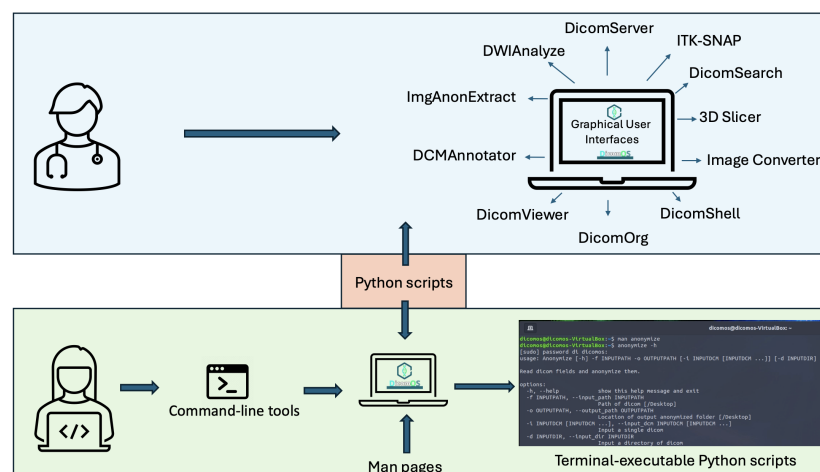 DicomServer
DWIAnalyze
ITK-SNAP
DicomSearch
ImgAnonExtract
Graphical User
Interfaces
DicomOS
3D Slicer
DCMAnnotator
Image Converter
DicomViewer
DicomShell
DicomOrg
Python scripts
</>
Command-line tools
>_
DicomOS
Man pages
dicomos@dicomos-VirtualBox: ~
dicomos@dicomos-VirtualBox:~$ man anonymize
dicomos@dicomos-VirtualBox:~$ anonymize -h
[sudo] password di dicomos:
usage: Anonymize [-h] -f INPUTPATH -o OUTPUTPATH [-i INPUTDCM [INPUTDCM ...]] [-d INPUTDIR]
Read dicom fields and anonymize them.
options:
-h, --help show this help message and exit
-f INPUTPATH, --input_path INPUTPATH
Path of dicom [/Desktop]
-o OUTPUTPATH, --output_path OUTPUTPATH
Location of output anonymized folder [/Desktop]
-i INPUTDCM [INPUTDCM ...], --input_dcm INPUTDCM [INPUTDCM ...]
Input a single dicom
-d INPUTDIR, --input_dir INPUTDIR
Input a directory of dicom
Terminal-executable Python scripts